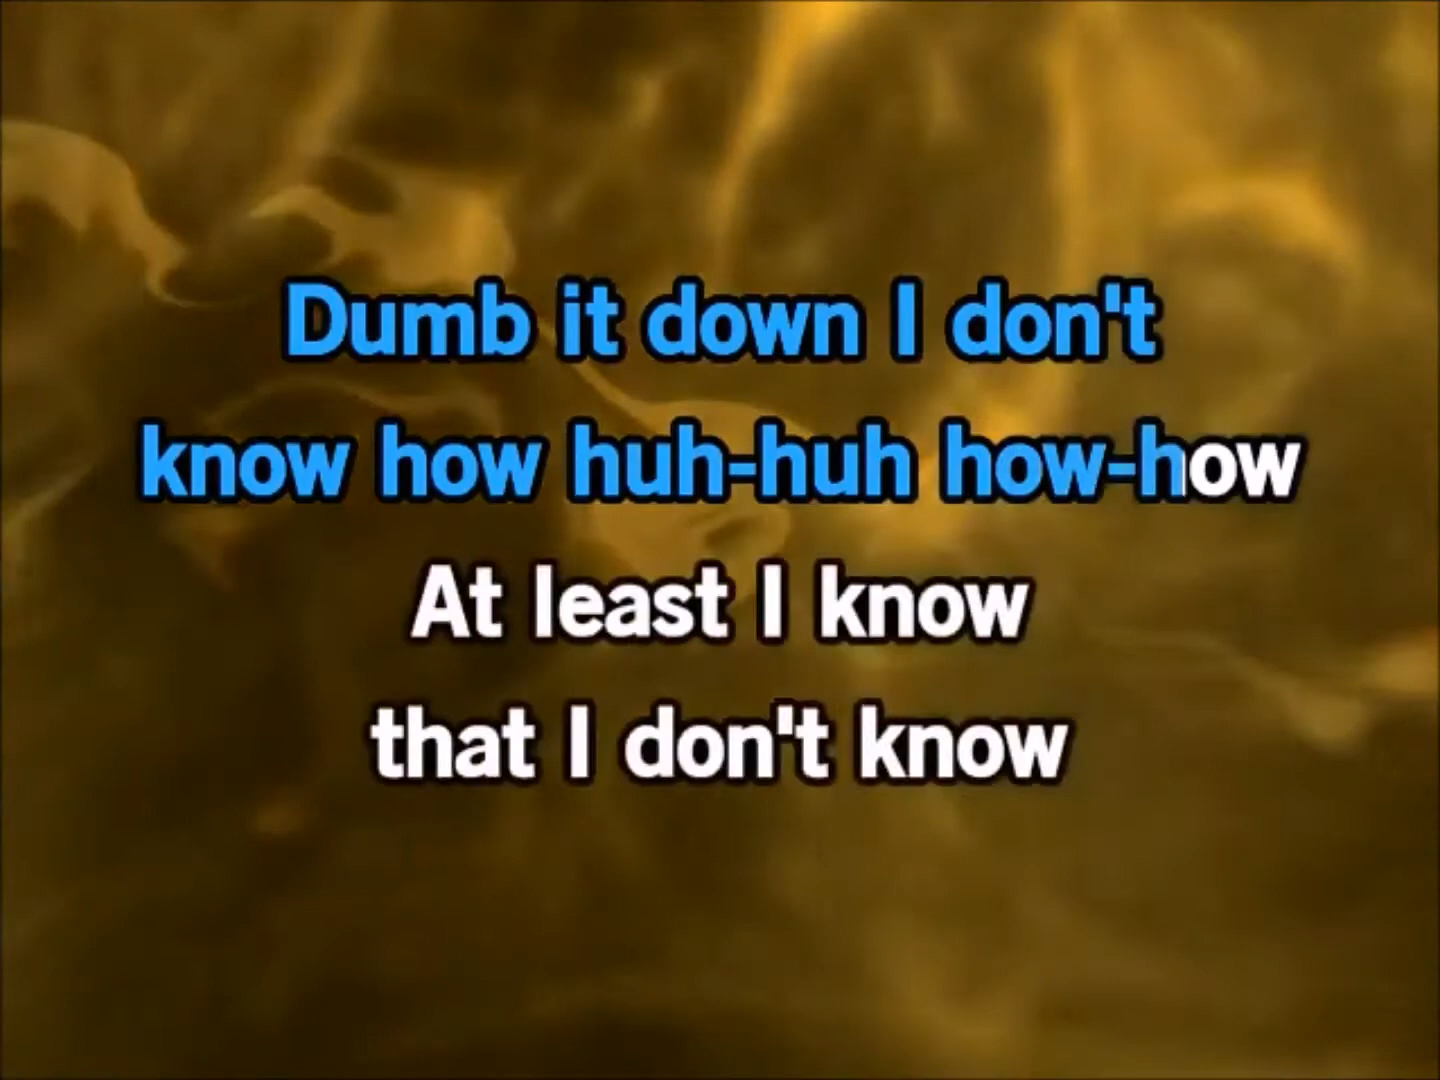 Dumb it down I don't
know how huh-huh how-how
At least I know
that I don't know